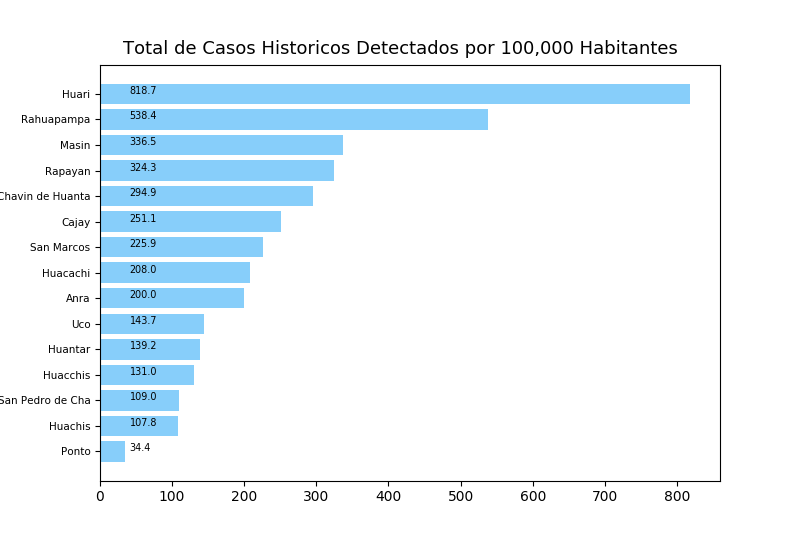 Total de Casos Historicos Detectados por 100,000 Habitantes
Huari 818.7
Rahuapampa 538.4
Masin 336.5
Rapayan 324.3
Chavin de Huanta 294.9
Cajay 251.1
San Marcos 225.9
Huacachi 208.0
Anra 200.0
Uco 143.7
Huantar 139.2
Huacchis 131.0
San Pedro de Cha 109.0
Huachis 107.8
Ponto 34.4
0 100 200 300 400 500 600 700 800